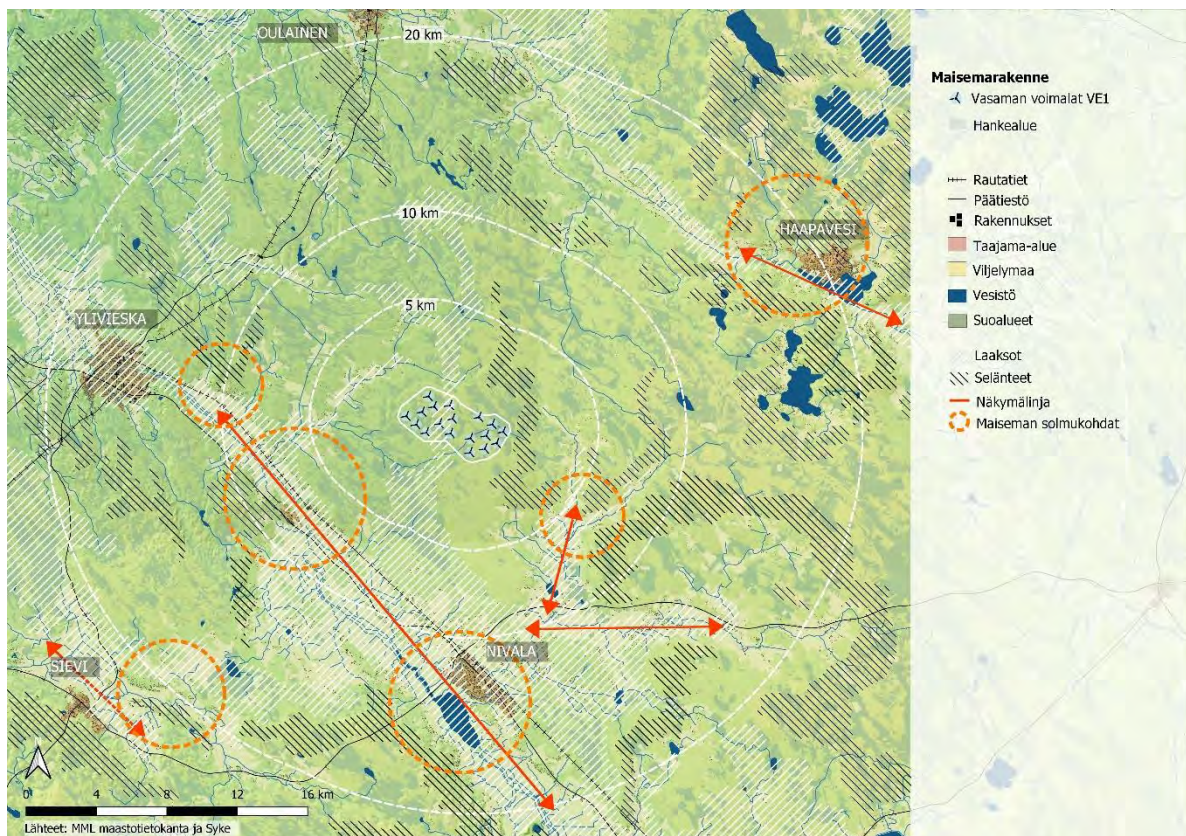 OULAINEN
20 km
HAAPAVESI
10 km
5 km
YLIVIESKA
NIVALA
SIEVI
0 4 8 12 16 km
Lähteet: MML maastotietokanta ja Syke
Maisemarakenne
Vasaman voimalat VE1
Hankealue
Rautatiet
Päätiestö
Rakennukset
Taajama-alue
Viljelymaa
Vesistö
Suoalueet
Laaksot
Selänteet
Näkymälinja
Maiseman solmukohdat